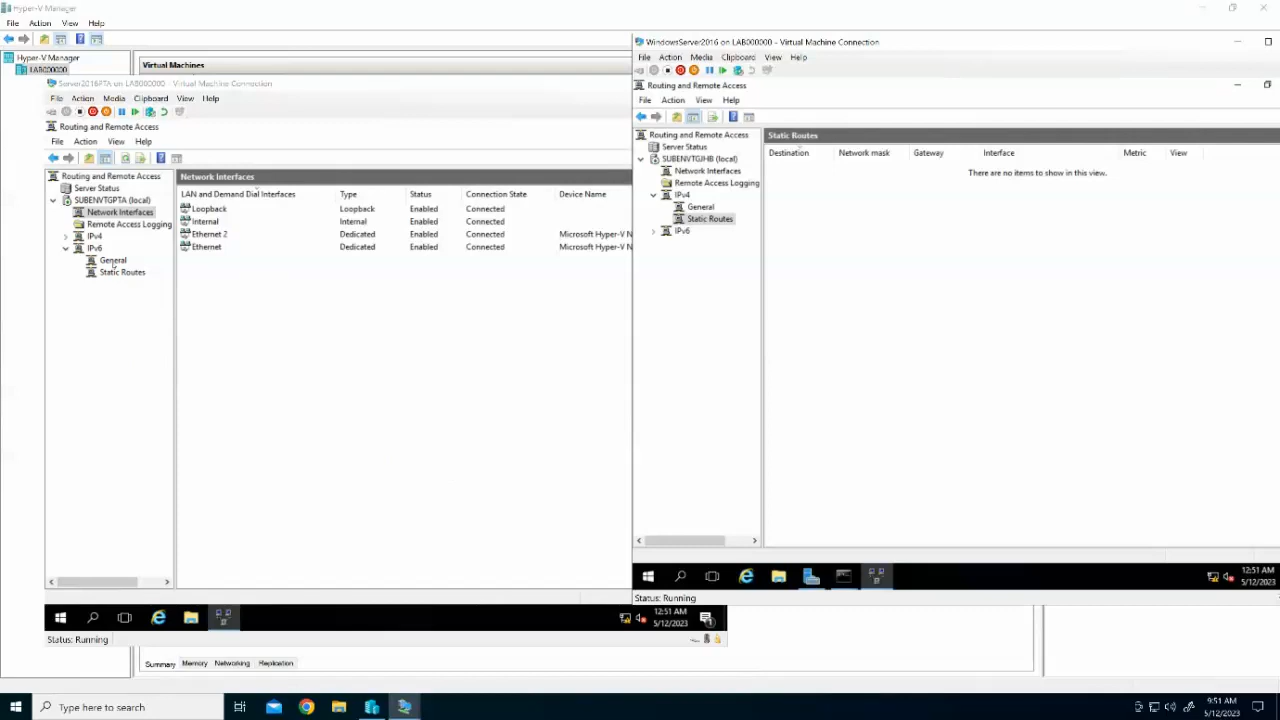 Hyper-V Manager
File Action View Help
Hyper-V Manager
LAB000000
Virtual Machines
Server2016PTA on LAB000000 - Virtual Machine Connection
File Action Media Clipboard View Help
Routing and Remote Access
File Action View Help
Routing and Remote Access
Server Status
SUBENVTGPTA (local)
Network Interfaces
Remote Access Logging
IPv4
IPv6
General
Static Routes
Network Interfaces
LAN and Demand Dial Interfaces Type Status Connection State Device Name
Loopback Loopback Enabled Connected
Internal Internal Enabled Connected
Ethernet 2 Dedicated Enabled Connected Microsoft Hyper-V N
Ethernet Dedicated Enabled Connected Microsoft Hyper-V N
12:51 AM
5/12/2023
Status: Running
WindowsServer2016 on LAB000000 - Virtual Machine Connection
File Action Media Clipboard View Help
Routing and Remote Access
File Action View Help
Routing and Remote Access
Server Status
SUBENVTGJHB (local)
Network Interfaces
Remote Access Logging
IPv4
General
Static Routes
IPv6
Static Routes
Destination Network mask Gateway Interface Metric View
There are no items to show in this view.
12:51 AM
5/12/2023
Status: Running
Summary Memory Networking Replication
Type here to search
9:51 AM
5/12/2023